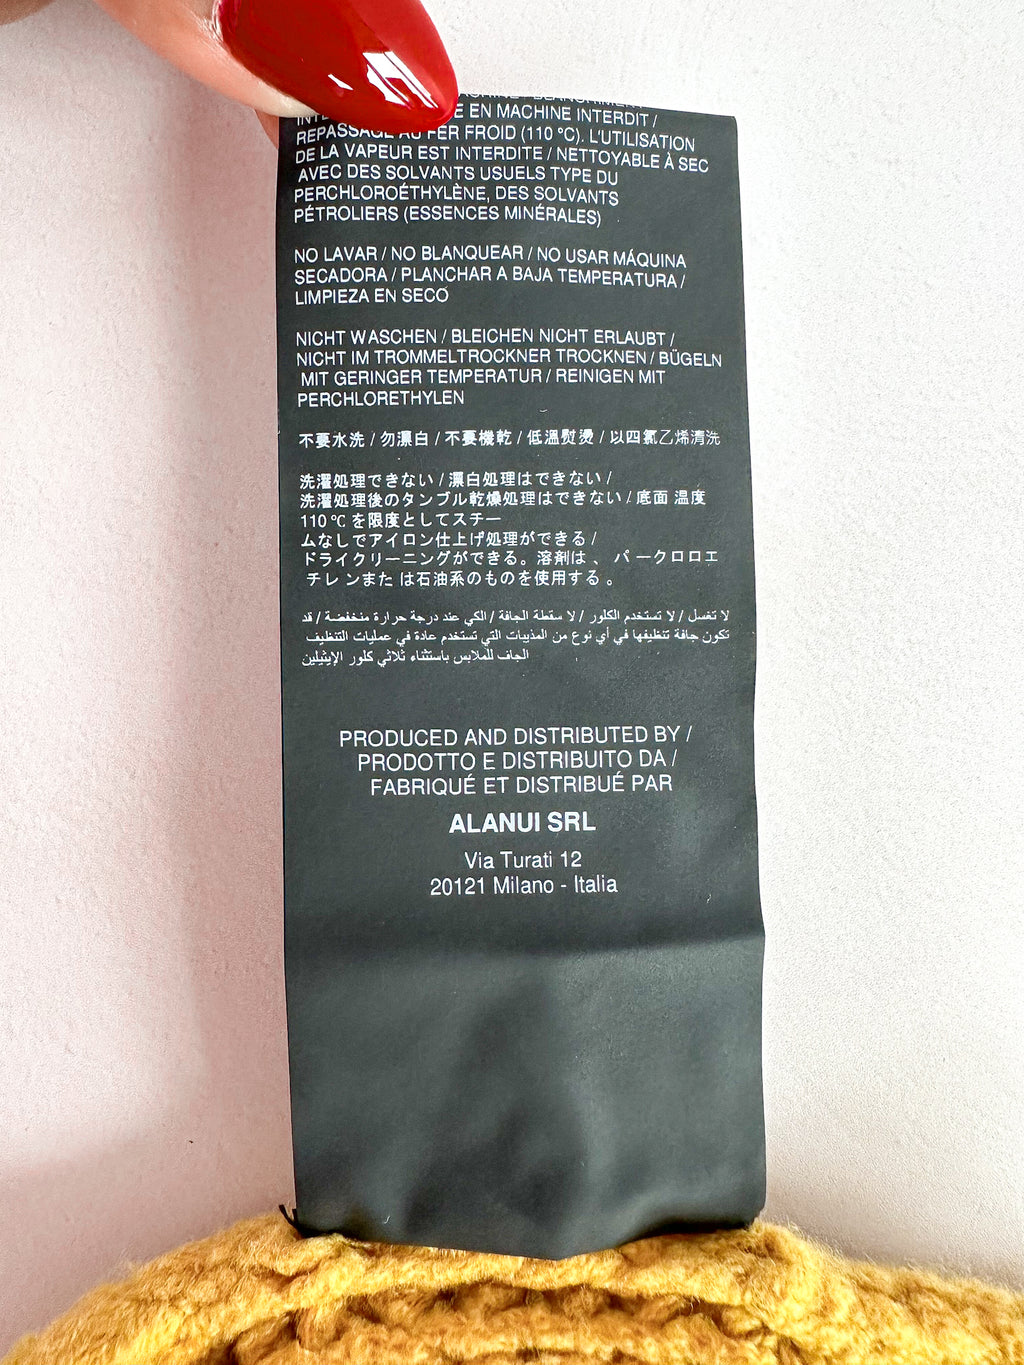 EN MACHINE INTERDIT /
REPASSAGE AU FER FROID (110 °C). L'UTILISATION
DE LA VAPEUR EST INTERDITE / NETTOYABLE À SEC
AVEC DES SOLVANTS USUELS TYPE DU
PERCHLOROÉTHYLÈNE, DES SOLVANTS
PÉTROLIERS (ESSENCES MINÉRALES)
NO LAVAR / NO BLANQUEAR / NO USAR MÁQUINA
SECADORA / PLANCHAR A BAJA TEMPERATURA /
LIMPIEZA EN SECO
NICHT WASCHEN / BLEICHEN NICHT ERLAUBT /
NICHT IM TROMMELTROCKNER TROCKNEN / BÜGELN
MIT GERINGER TEMPERATUR / REINIGEN MIT
PERCHLORETHYLEN
不要水洗 / 勿漂白 / 不要機乾 / 低溫熨燙 / 以四氯乙烯清洗
洗濯処理できない / 漂白処理はできない /
洗濯処理後のタンブル乾燥処理はできない / 底面 温度
110 ℃ を限度としてスチー
ムなしでアイロン仕上げ処理ができる /
ドライクリーニングができる。溶剤は 、 パ ークロロエ
チレ ンまた は石油系のものを使用する 。
لا تغسل / لا تستخدم الكلور / لا سقطة الجافة / الكي عند درجة حرارة منخفضة / قد
تكون جافة تنظيفها في أي نوع من المذيبات التي تستخدم عادة في عمليات التنظيف
الجاف للملابس باستثناء ثلاثي كلور الإيثيلين
PRODUCED AND DISTRIBUTED BY /
PRODOTTO E DISTRIBUITO DA /
FABRIQUÉ ET DISTRIBUÉ PAR
ALANUI SRL
Via Turati 12
20121 Milano - Italia